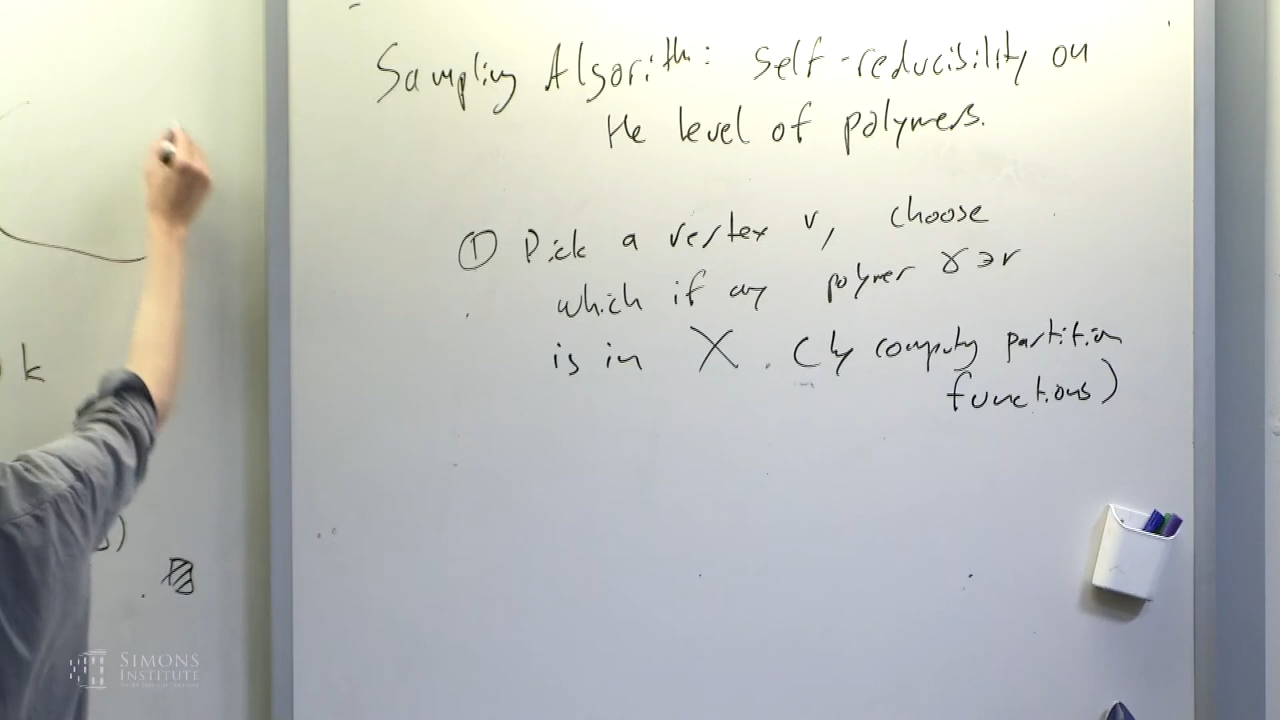 Sampling Algorithm: Self-reducibility on
the level of polymers.
① Pick a vertex v, choose
which if any polymer γ∋v
is in X. (by computing partition
functions)
k
)
SIMONS
INSTITUTE